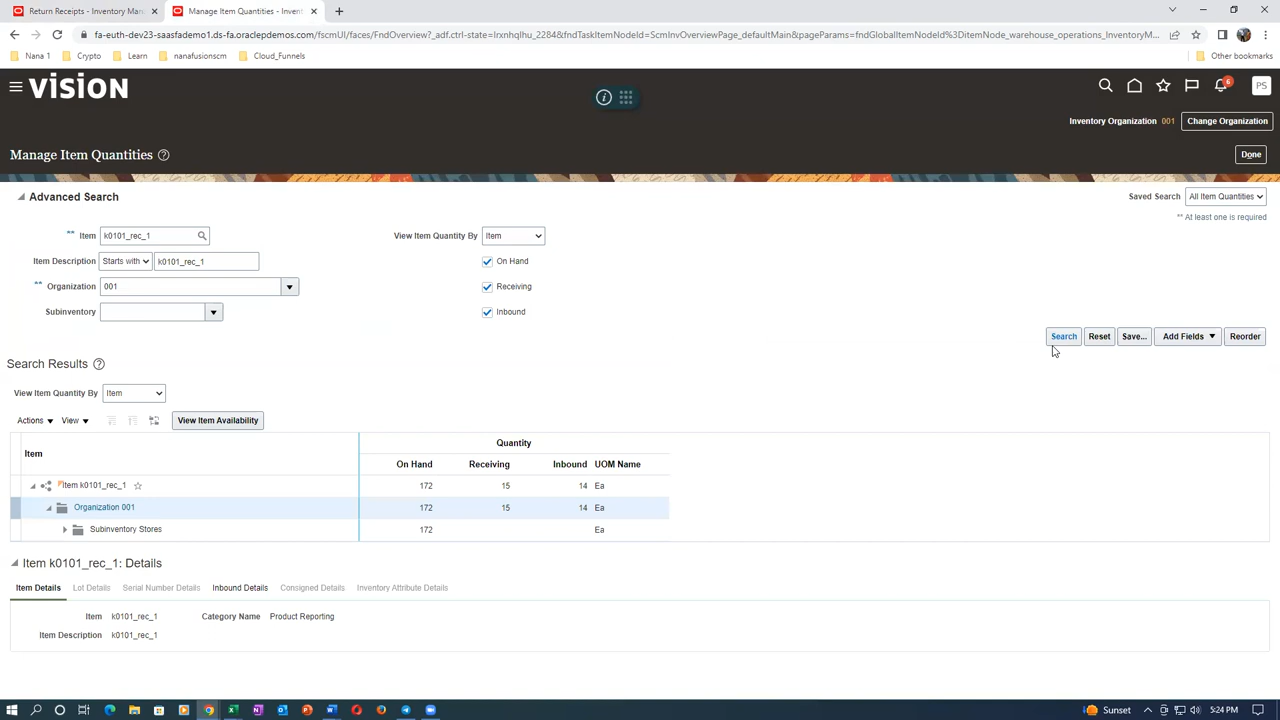 Return Receipts - Inventory Man
Manage Item Quantities - Invent
fa-euth-dev23-saasfademo1.ds-fa.oraclepdemos.com/fscmUI/faces/FndOverview?_adf.ctrl-state=lrxnhqlhu_2284&fndTaskItemNodeId=ScmInvOverviewPage_defaultMain&pageParams=fndGlobalItemNodeId%3DitemNode_warehouse_operations_InventoryM...
Nana 1
Crypto
Learn
nanafusionscm
Cloud_Funnels
Other bookmarks
VISION
6
PS
Inventory Organization 001
Change Organization
Manage Item Quantities
Done
Advanced Search
Saved Search All Item Quantities
** At least one is required
** Item k0101_rec_1
View Item Quantity By Item
Item Description Starts with k0101_rec_1
On Hand
** Organization 001
Receiving
Subinventory
Inbound
Search Reset Save... Add Fields Reorder
Search Results
View Item Quantity By Item
Actions View View Item Availability
Item
Quantity
On Hand Receiving Inbound UOM Name
Item k0101_rec_1 172 15 14 Ea
Organization 001 172 15 14 Ea
Subinventory Stores 172 Ea
Item k0101_rec_1: Details
Item Details Lot Details Serial Number Details Inbound Details Consigned Details Inventory Attribute Details
Item k0101_rec_1 Category Name Product Reporting
Item Description k0101_rec_1
Sunset
5:24 PM